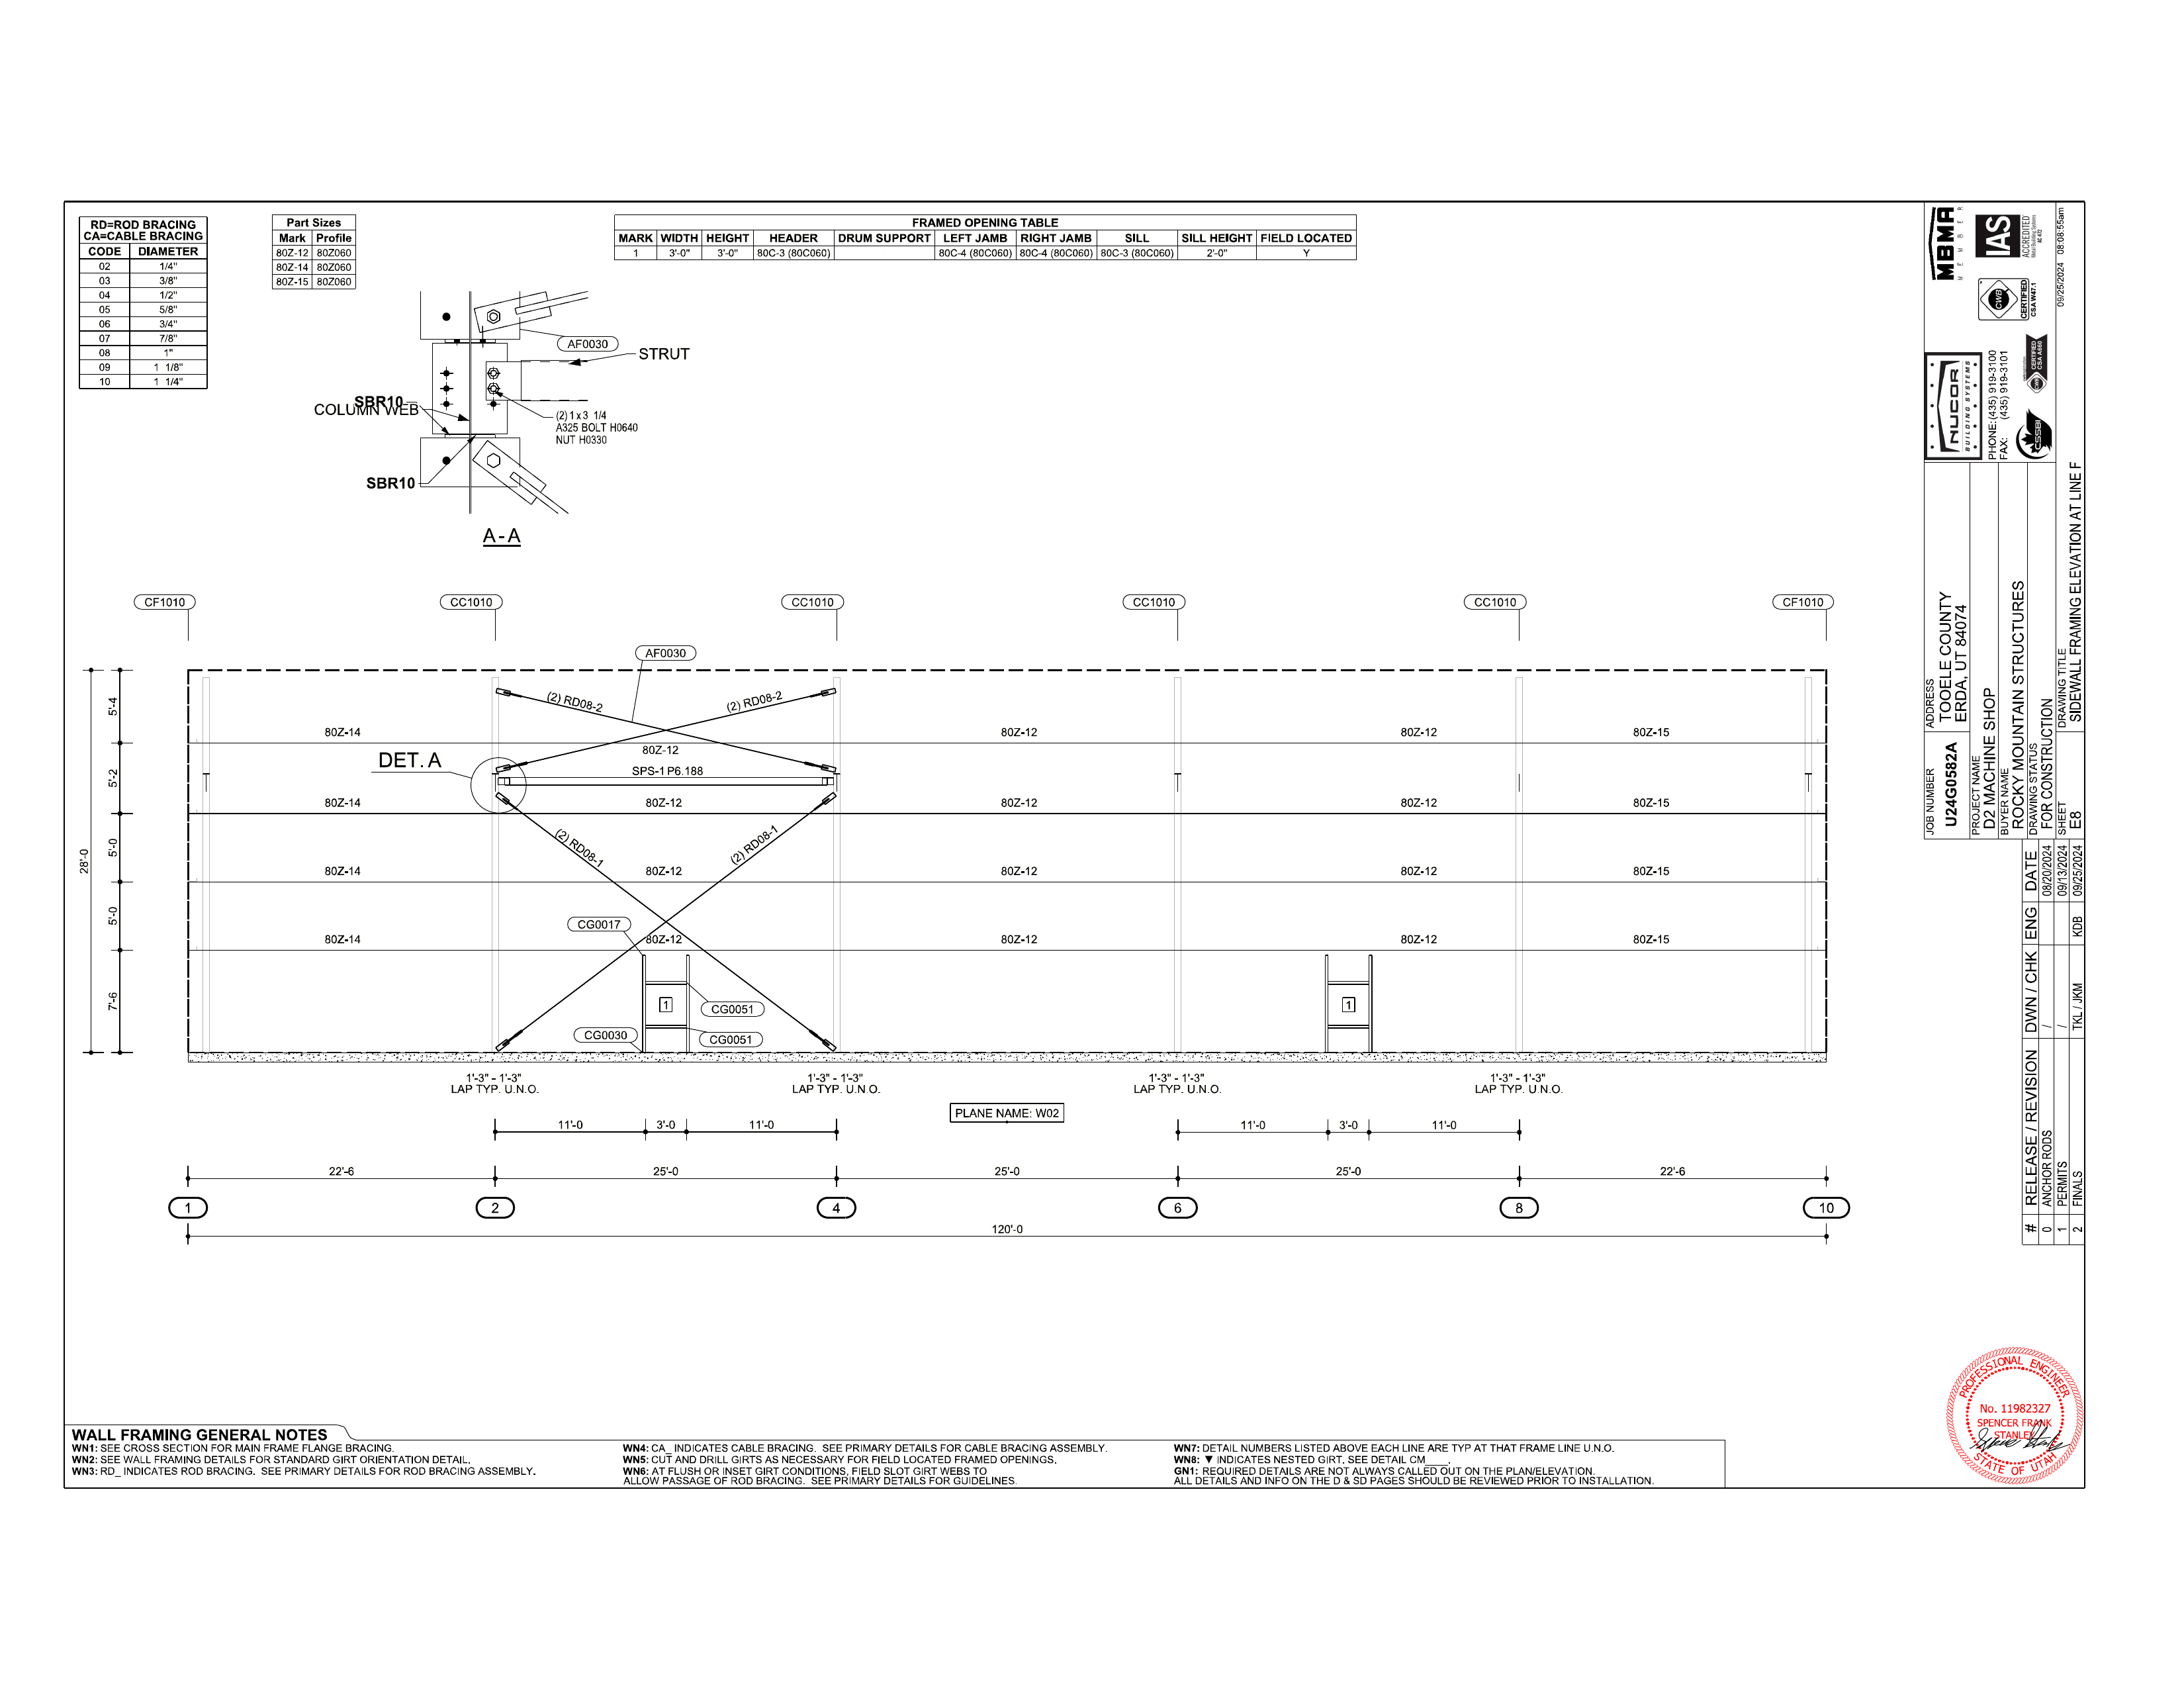 RD=ROD BRACING
CA=CABLE BRACING
CODE DIAMETER
02 1/4"
03 3/8"
04 1/2"
05 5/8"
06 3/4"
07 7/8"
08 1"
09 1 1/8"
10 1 1/4"
Part Sizes
Mark Profile
80Z-12 80Z060
80Z-14 80Z060
80Z-15 80Z060
FRAMED OPENING TABLE
MARK WIDTH HEIGHT HEADER DRUM SUPPORT LEFT JAMB RIGHT JAMB SILL SILL HEIGHT FIELD LOCATED
1 3'-0" 3'-0" 80C-3 (80C060) 80C-4 (80C060) 80C-4 (80C060) 80C-3 (80C060) 2'-0" Y
AF0030
STRUT
SBR10
COLUMN WEB
(2) 1 x 3 1/4
A325 BOLT H0640
NUT H0330
SBR10
A-A
CF1010 CC1010 CC1010 CC1010 CC1010 CF1010
AF0030
5'-4
(2) RD08-2 (2) RD08-2
80Z-14 80Z-12 80Z-12 80Z-15
80Z-12
DET. A
5'-2
SPS-1 P6.188
80Z-14 80Z-12 80Z-12 80Z-12 80Z-15
28'-0
5'-0
(2) RD08-1 (2) RD08-1
80Z-14 80Z-12 80Z-12 80Z-12 80Z-15
5'-0
CG0017
80Z-14 80Z-12 80Z-12 80Z-12 80Z-15
7'-6
1 1
CG0051
CG0030
CG0051
1'-3" - 1'-3" 1'-3" - 1'-3" 1'-3" - 1'-3" 1'-3" - 1'-3"
LAP TYP. U.N.O. LAP TYP. U.N.O. LAP TYP. U.N.O. LAP TYP. U.N.O.
PLANE NAME: W02
11'-0 3'-0 11'-0 11'-0 3'-0 11'-0
22'-6 25'-0 25'-0 25'-0 22'-6
1 2 4 6 8 10
120'-0
WALL FRAMING GENERAL NOTES
WN1: SEE CROSS SECTION FOR MAIN FRAME FLANGE BRACING.
WN2: SEE WALL FRAMING DETAILS FOR STANDARD GIRT ORIENTATION DETAIL.
WN3: RD_ INDICATES ROD BRACING. SEE PRIMARY DETAILS FOR ROD BRACING ASSEMBLY.
WN4: CA_ INDICATES CABLE BRACING. SEE PRIMARY DETAILS FOR CABLE BRACING ASSEMBLY.
WN5: CUT AND DRILL GIRTS AS NECESSARY FOR FIELD LOCATED FRAMED OPENINGS.
WN6: AT FLUSH OR INSET GIRT CONDITIONS, FIELD SLOT GIRT WEBS TO
ALLOW PASSAGE OF ROD BRACING. SEE PRIMARY DETAILS FOR GUIDELINES.
WN7: DETAIL NUMBERS LISTED ABOVE EACH LINE ARE TYP AT THAT FRAME LINE U.N.O.
WN8: ▼ INDICATES NESTED GIRT, SEE DETAIL CM____.
GN1: REQUIRED DETAILS ARE NOT ALWAYS CALLED OUT ON THE PLAN/ELEVATION.
ALL DETAILS AND INFO ON THE D & SD PAGES SHOULD BE REVIEWED PRIOR TO INSTALLATION.
MBMA
MEMBER
IAS
ACCREDITED
Metal Building Systems
AC 472
CWB
CERTIFIED
CSA W47.1
CWB
CERTIFIED
CSA A660
CSSBI
09/25/2024 08:08:55am
NUCOR
BUILDING SYSTEMS
PHONE: (435) 919-3100
FAX: (435) 919-3101
JOB NUMBER
U24G0582A
ADDRESS
TOOELE COUNTY
ERDA, UT 84074
PROJECT NAME
D2 MACHINE SHOP
BUYER NAME
ROCKY MOUNTAIN STRUCTURES
DRAWING STATUS
FOR CONSTRUCTION
SHEET
E8
DRAWING TITLE
SIDEWALL FRAMING ELEVATION AT LINE F
# RELEASE / REVISION DWN / CHK ENG DATE
0 ANCHOR RODS / 08/20/2024
1 PERMITS / 09/13/2024
2 FINALS TKL / JKM KDB 09/25/2024
PROFESSIONAL ENGINEER
No. 11982327
SPENCER FRANK
STANLEY
STATE OF UTAH